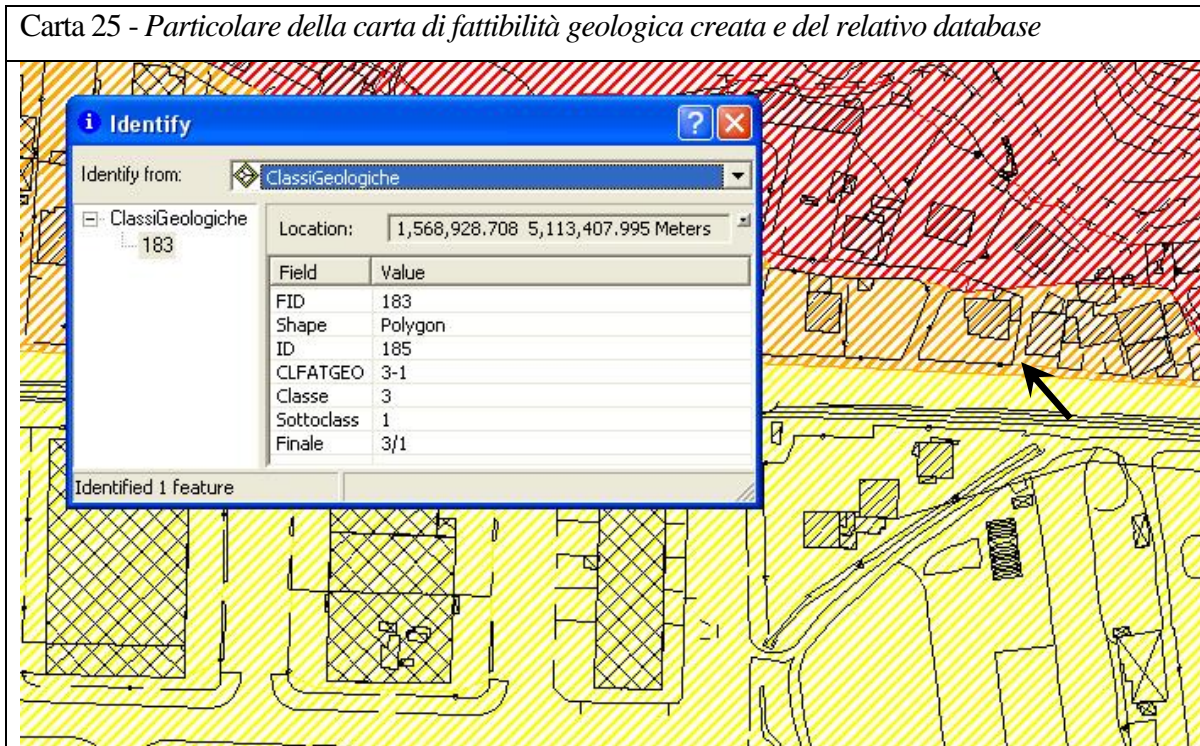 Carta 25 - Particolare della carta di fattibilità geologica creata e del relativo database
Identify
Identify from: ClassiGeologiche
ClassiGeologiche
183
Location: 1,568,928.708 5,113,407.995 Meters
Field Value
FID 183
Shape Polygon
ID 185
CLFATGEO 3-1
Classe 3
Sottoclass 1
Finale 3/1
Identified 1 feature